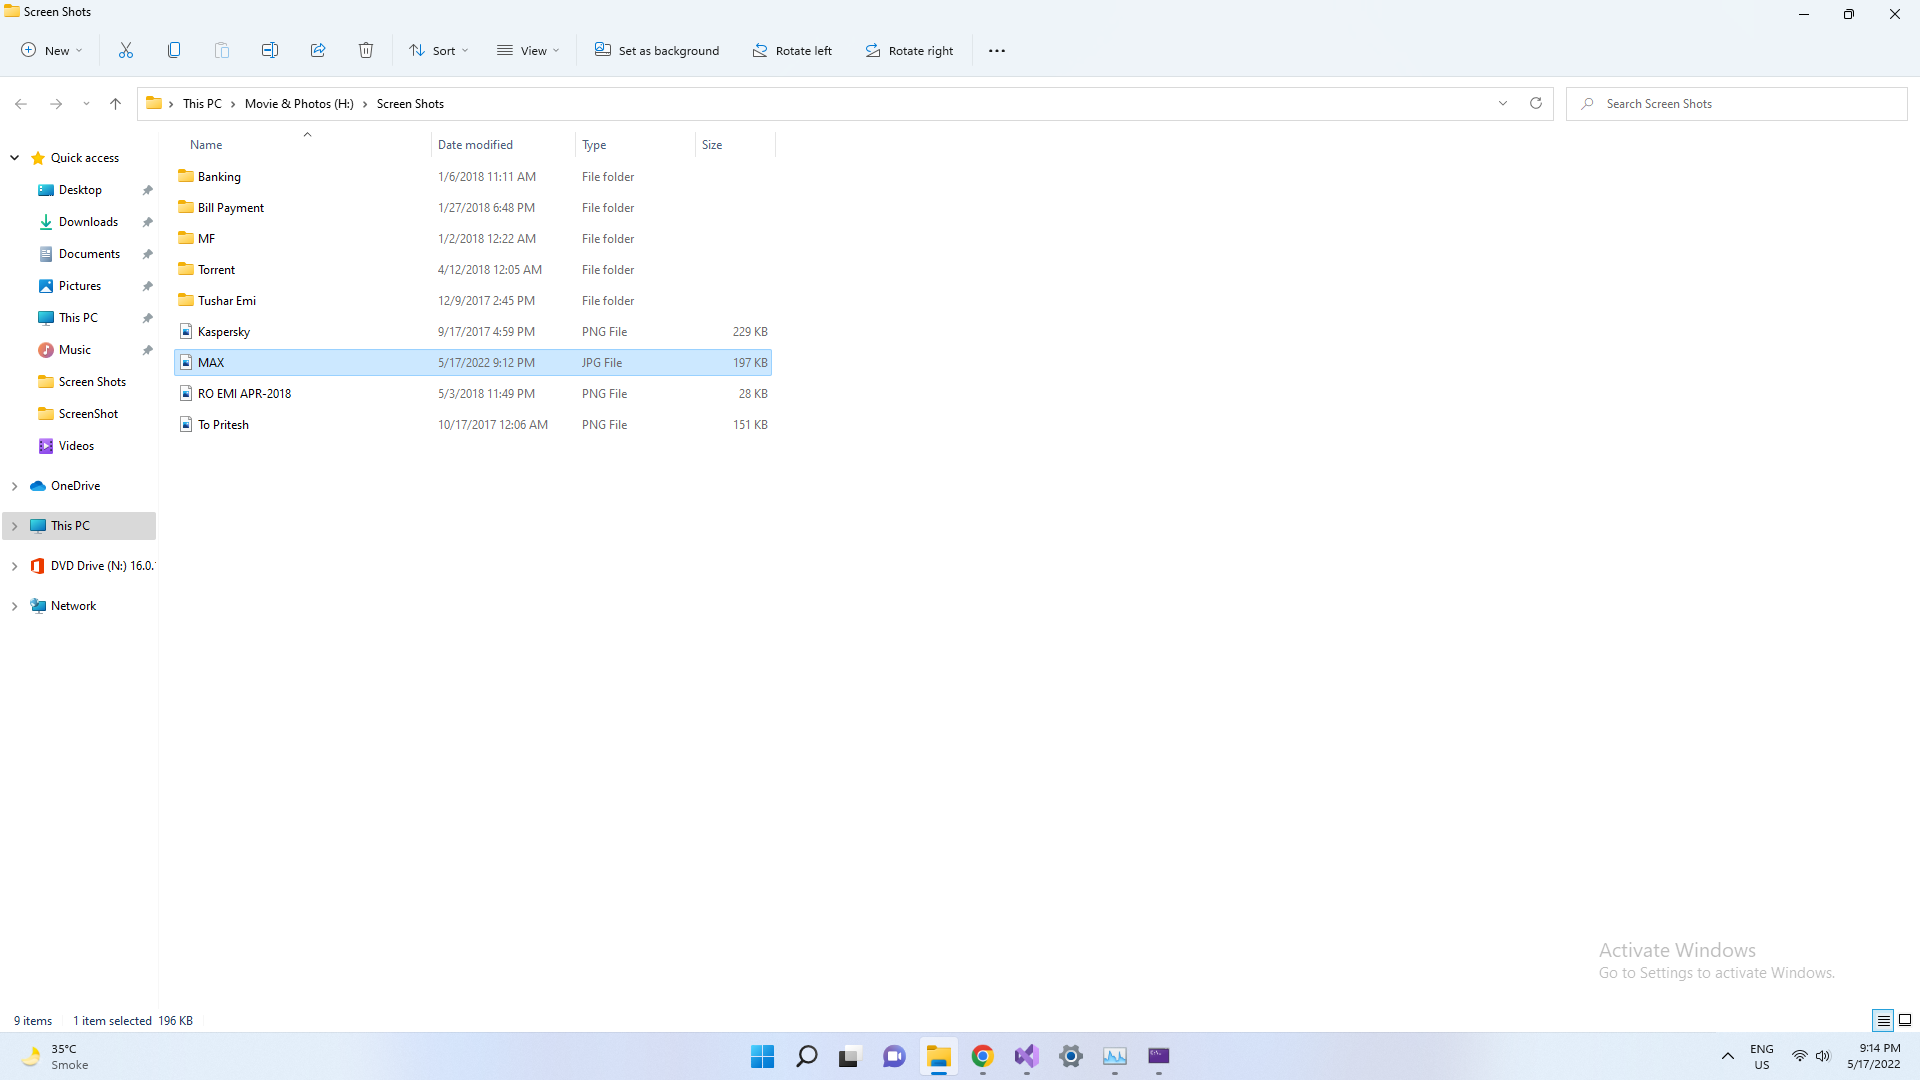 Screen Shots
New
Sort
View
Set as background
Rotate left
Rotate right
This PC
Movie & Photos (H:)
Screen Shots
Search Screen Shots
Name Date modified Type Size
Quick access
Desktop
Downloads
Documents
Pictures
This PC
Music
Screen Shots
ScreenShot
Videos
OneDrive
This PC
DVD Drive (N:) 16.0.
Network
Banking 1/6/2018 11:11 AM File folder
Bill Payment 1/27/2018 6:48 PM File folder
MF 1/2/2018 12:22 AM File folder
Torrent 4/12/2018 12:05 AM File folder
Tushar Emi 12/9/2017 2:45 PM File folder
Kaspersky 9/17/2017 4:59 PM PNG File 229 KB
MAX 5/17/2022 9:12 PM JPG File 197 KB
RO EMI APR-2018 5/3/2018 11:49 PM PNG File 28 KB
To Pritesh 10/17/2017 12:06 AM PNG File 151 KB
Activate Windows
Go to Settings to activate Windows.
9 items 1 item selected 196 KB
35°C
Smoke
ENG
US
9:14 PM
5/17/2022